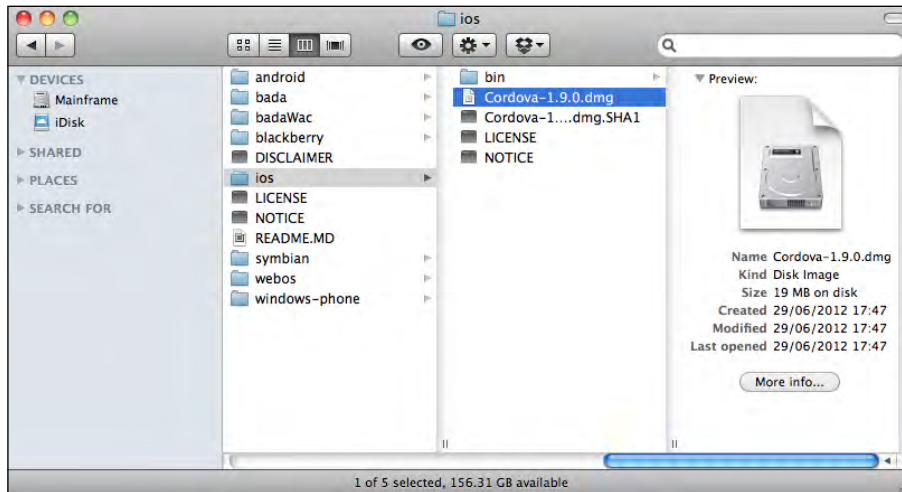 ios
DEVICES
Mainframe
iDisk
SHARED
PLACES
SEARCH FOR
android
bada
badaWac
blackberry
DISCLAIMER
ios
LICENSE
NOTICE
README.MD
symbian
webos
windows-phone
bin
Cordova-1.9.0.dmg
Cordova-1....dmg.SHA1
LICENSE
NOTICE
Preview:
Name Cordova-1.9.0.dmg
Kind Disk Image
Size 19 MB on disk
Created 29/06/2012 17:47
Modified 29/06/2012 17:47
Last opened 29/06/2012 17:47
More info...
1 of 5 selected, 156.31 GB available